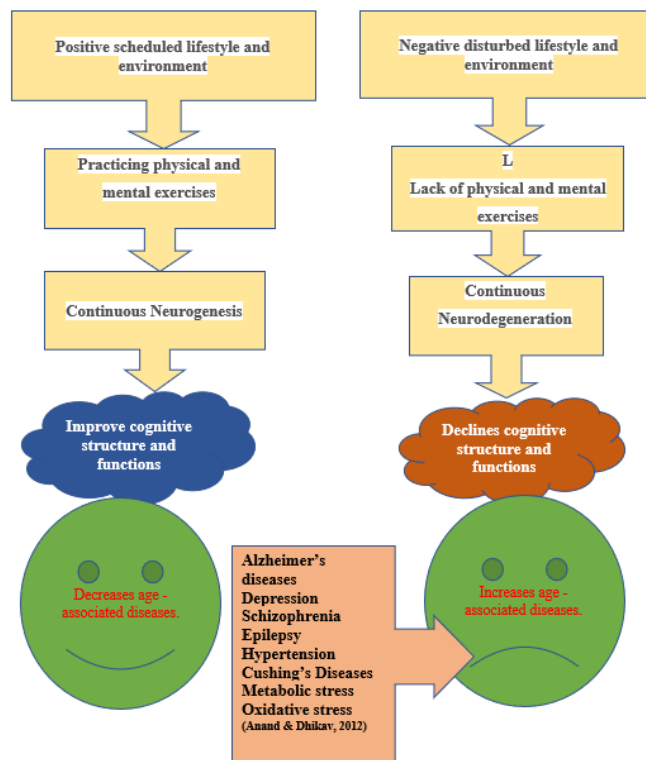 Positive scheduled lifestyle and
environment
Practicing physical and
mental exercises
Continuous Neurogenesis
Improve cognitive
structure and
functions
Decreases age -
associated diseases.
Negative disturbed lifestyle and
environment
L
Lack of physical and mental
exercises
Continuous
Neurodegeneration
Declines cognitive
structure and
functions
Increases age -
associated diseases.
Alzheimer’s
diseases
Depression
Schizophrenia
Epilepsy
Hypertension
Cushing’s Diseases
Metabolic stress
Oxidative stress
(Anand & Dhikav, 2012)